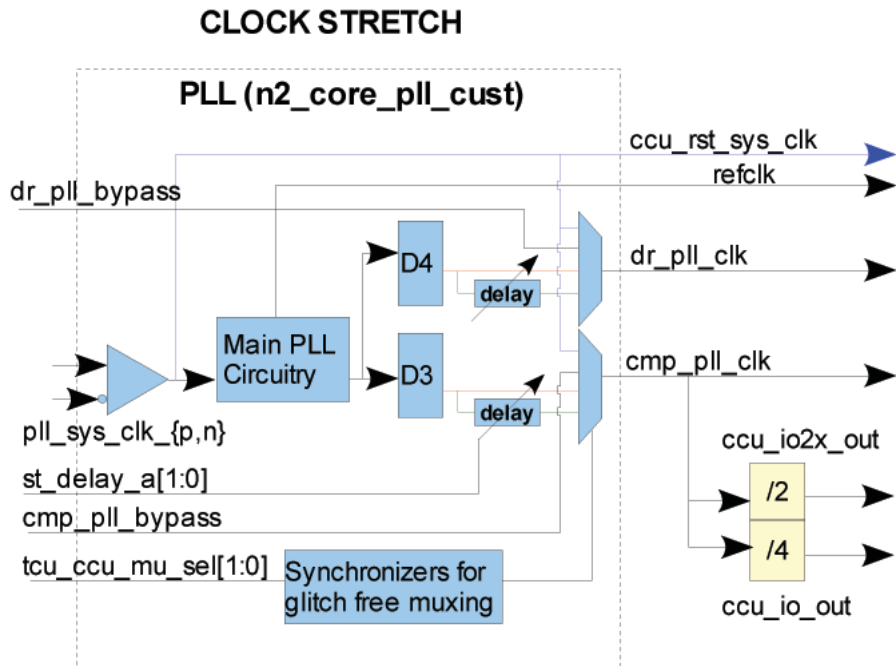 CLOCK STRETCH
PLL (n2_core_pll_cust)
ccu_rst_sys_clk
refclk
dr_pll_bypass
D4
dr_pll_clk
delay
Main PLL
Circuitry
D3
cmp_pll_clk
delay
pll_sys_clk_{p,n}
ccu_io2x_out
st_delay_a[1:0]
/2
cmp_pll_bypass
/4
tcu_ccu_mu_sel[1:0]
Synchronizers for
glitch free muxing
ccu_io_out